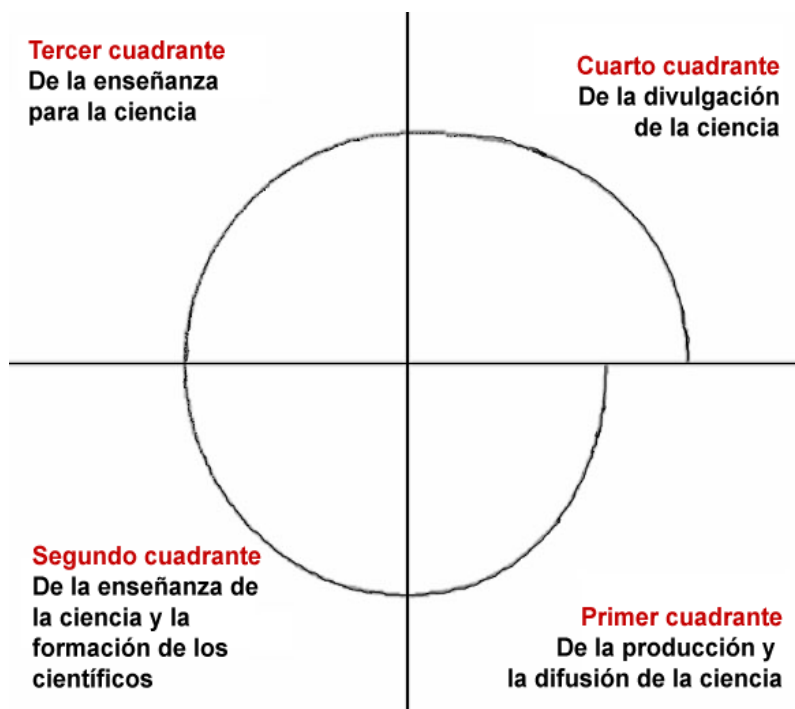 Tercer cuadrante
De la enseñanza
para la ciencia
Cuarto cuadrante
De la divulgación
de la ciencia
Segundo cuadrante
De la enseñanza de
la ciencia y la
formación de los
científicos
Primer cuadrante
De la producción y
la difusión de la ciencia